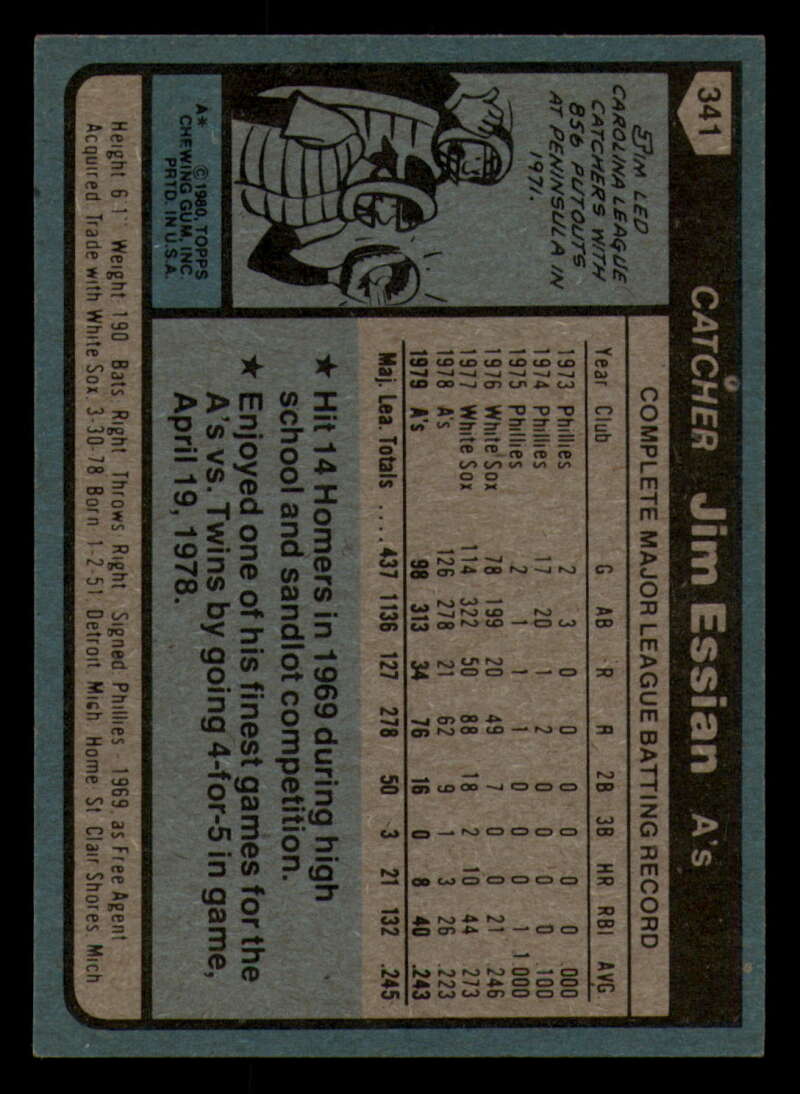 341
CATCHER Jim Essian A's
JIM LED
CAROLINA LEAGUE
CATCHERS WITH
856 PUTOUTS
AT PENINSULA IN
1971.
A* © 1980, TOPPS
CHEWING GUM, INC.
PRTD. IN U.S.A.
COMPLETE MAJOR LEAGUE BATTING RECORD
Year Club G AB R H 2B 3B HR RBI AVG
1973 Phillies 2 3 0 0 0 0 0 0 .000
1974 Phillies 17 20 1 2 0 0 0 0 .100
1975 Phillies 2 1 1 1 0 0 0 1 1.000
1976 White Sox 78 199 20 49 7 0 0 21 .246
1977 White Sox 114 322 50 88 18 2 10 44 .273
1978 A's 126 278 21 62 9 1 3 26 .223
1979 A's 98 313 34 76 16 0 8 40 .243
Maj. Lea. Totals .... 437 1136 127 278 50 3 21 132 .245
★ Hit 14 Homers in 1969 during high
school and sandlot competition.
★ Enjoyed one of his finest games for the
A's vs. Twins by going 4-for-5 in game,
April 19, 1978.
Height 6'1" Weight 190 Bats Right Throws Right Signed Phillies - 1969 as Free Agent
Acquired Trade with White Sox 3-30-78 Born 1-2-51, Detroit Mich Home St Clair Shores Mich